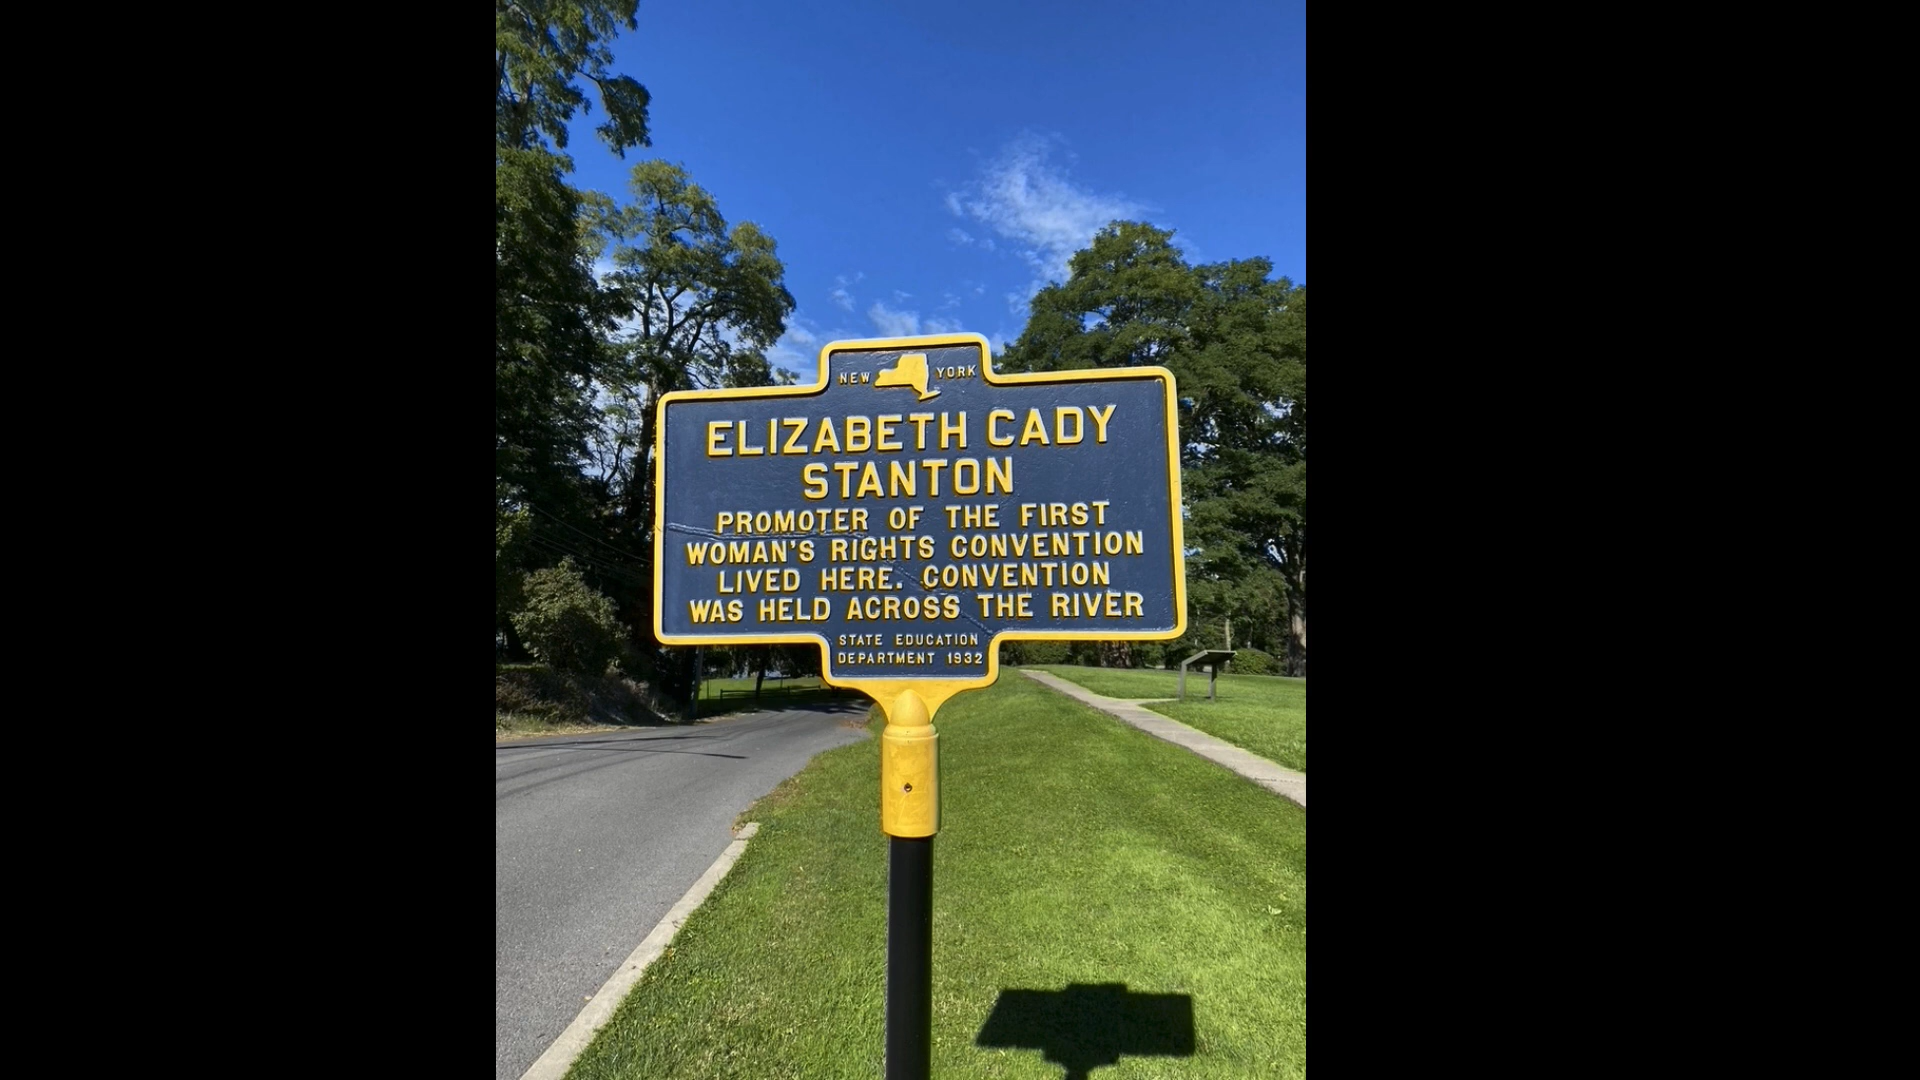 NEW YORK
ELIZABETH CADY
STANTON
PROMOTER OF THE FIRST
WOMAN'S RIGHTS CONVENTION
LIVED HERE. CONVENTION
WAS HELD ACROSS THE RIVER
STATE EDUCATION
DEPARTMENT 1932